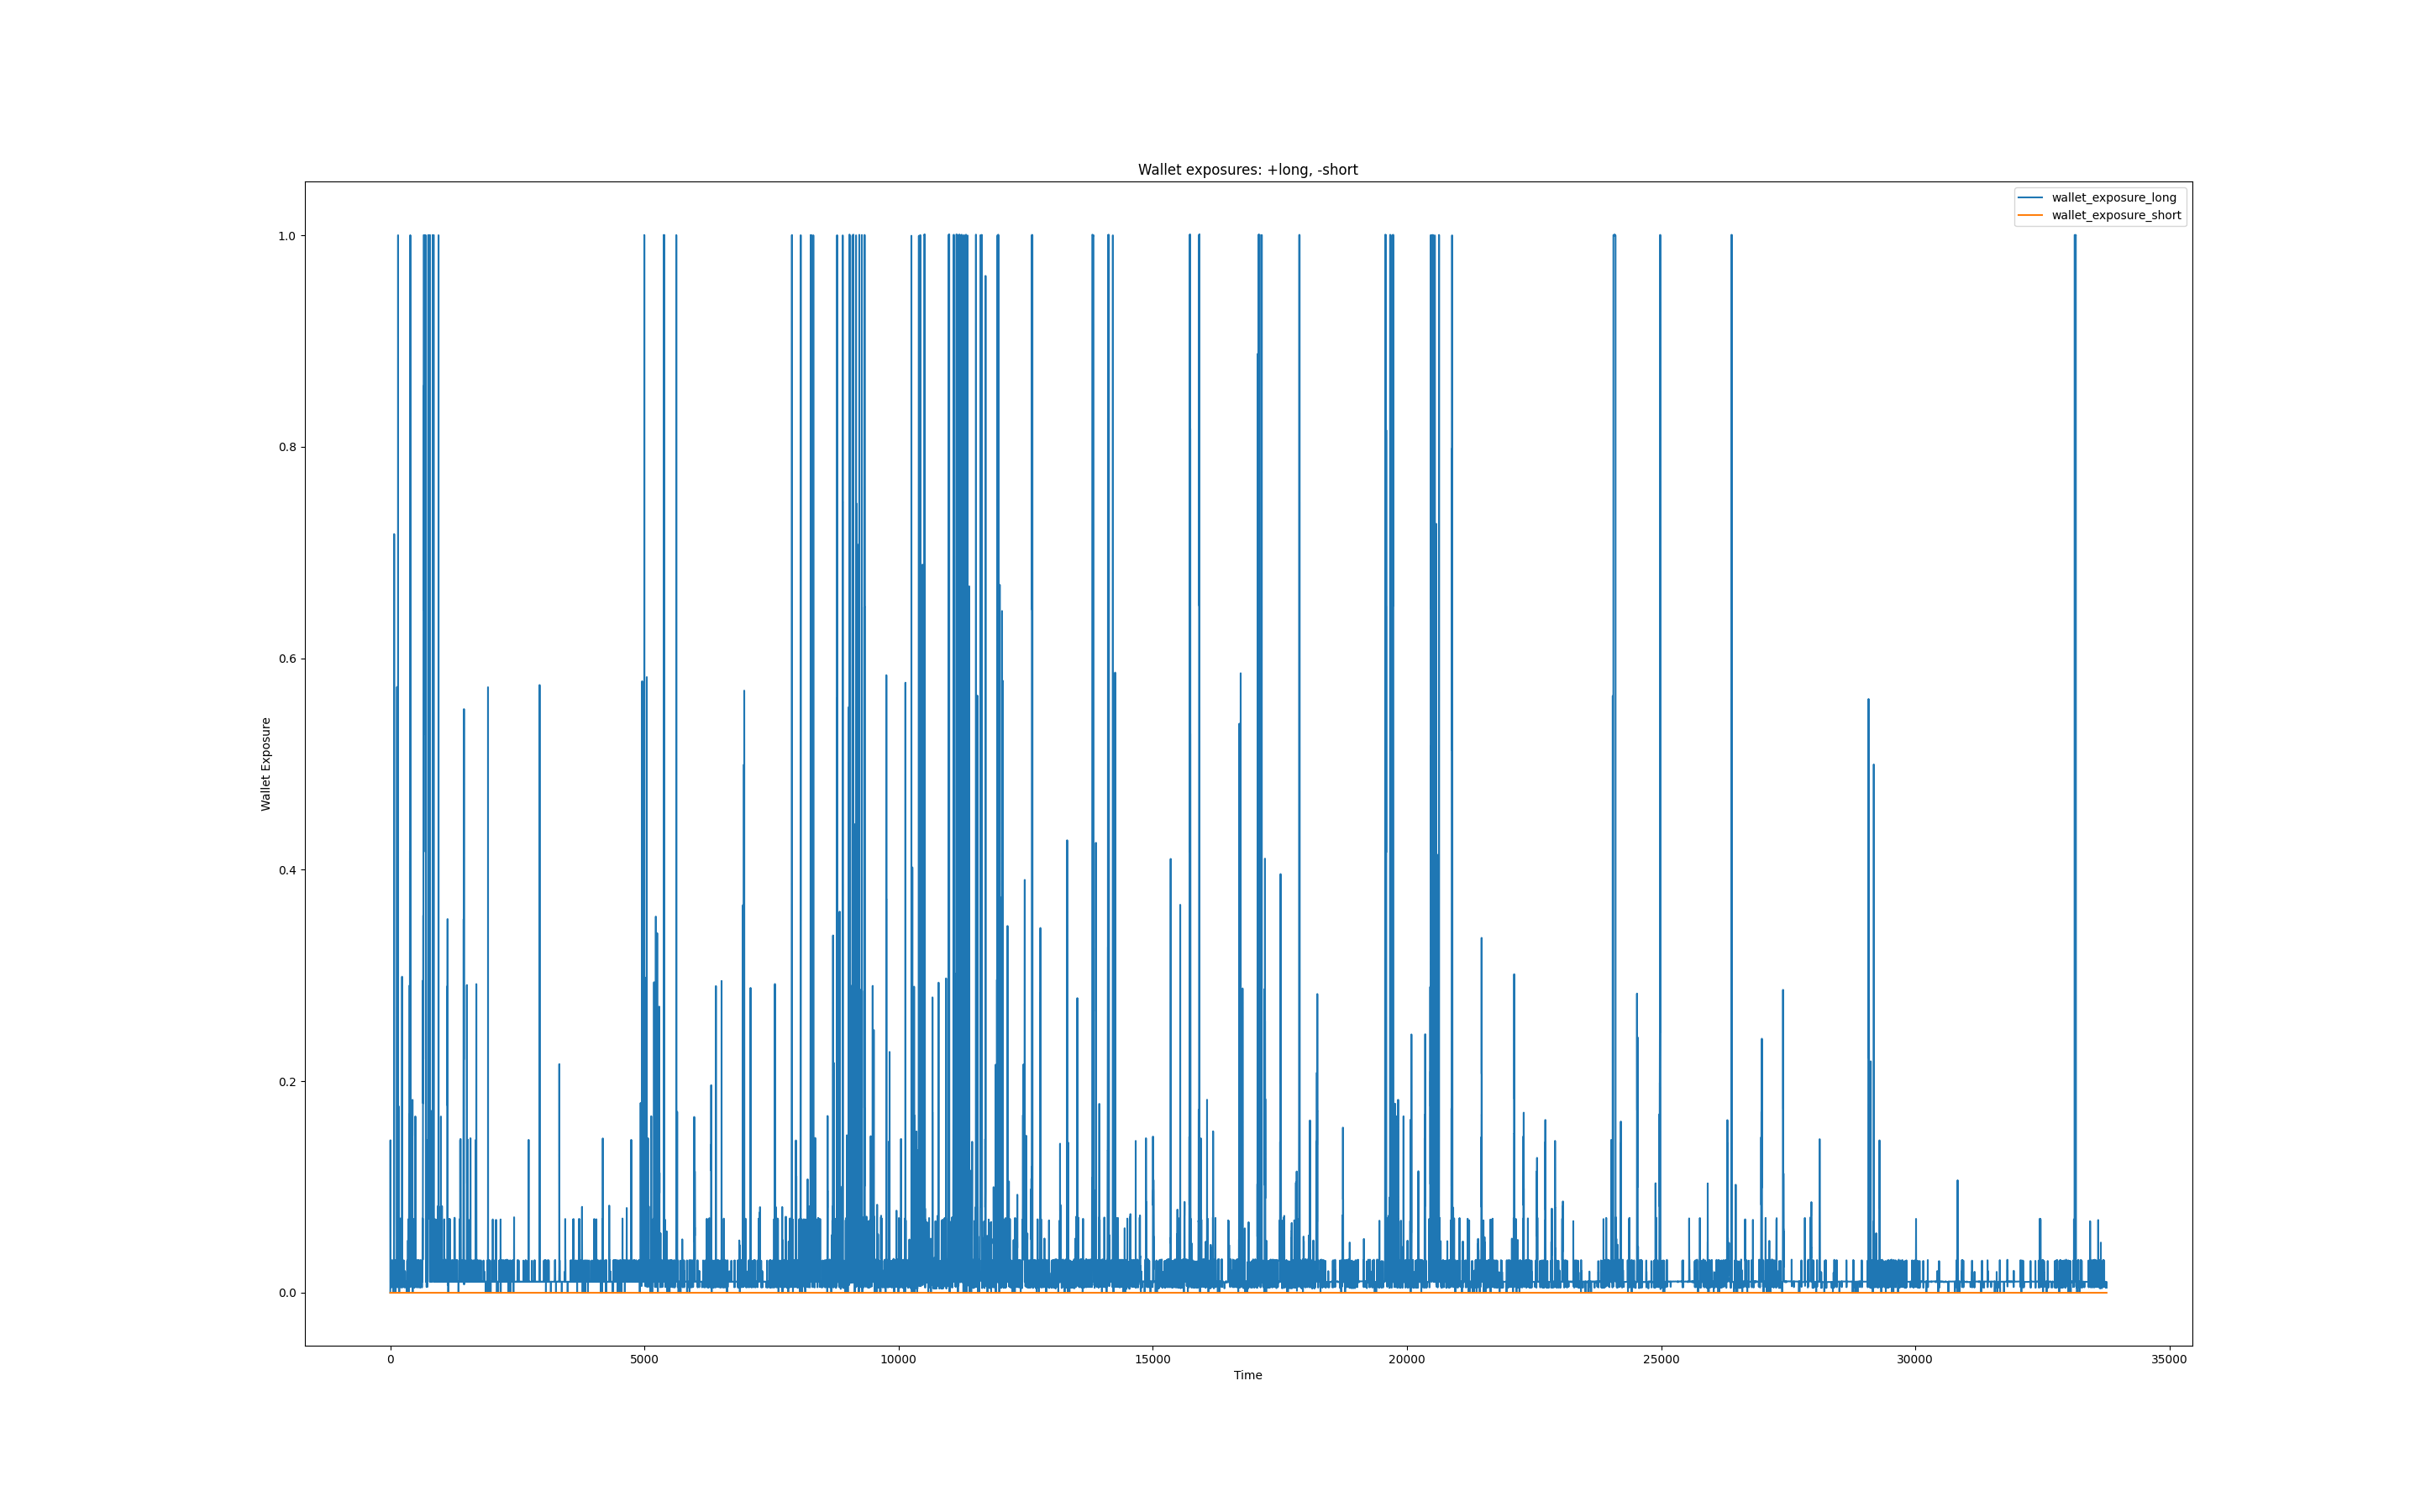 Wallet exposures: +long, -short
wallet_exposure_long
wallet_exposure_short
1.0
0.8
0.6
0.4
0.2
0.0
Wallet Exposure
0 5000 10000 15000 20000 25000 30000 35000
Time